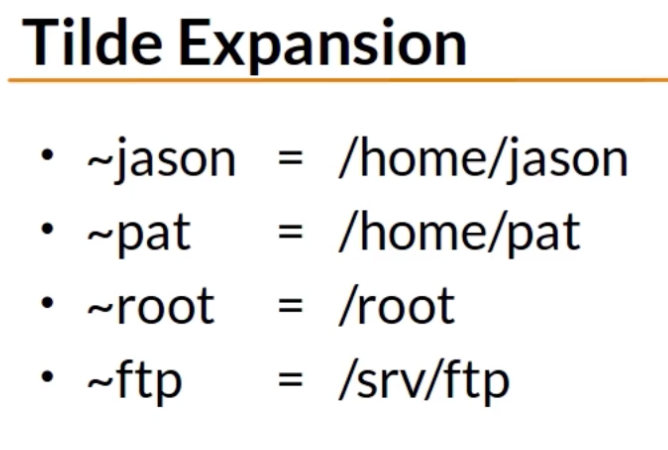 Tilde Expansion
• ~jason = /home/jason
• ~pat = /home/pat
• ~root = /root
• ~ftp = /srv/ftp